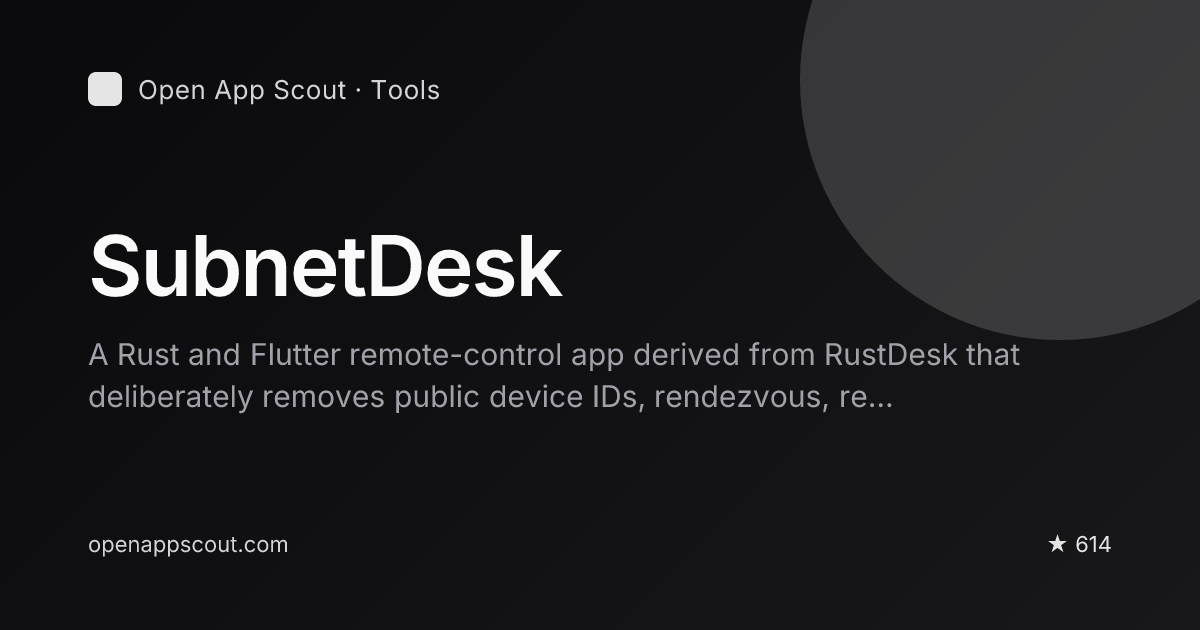 Open App Scout · Tools
SubnetDesk
A Rust and Flutter remote-control app derived from RustDesk that
deliberately removes public device IDs, rendezvous, re...
openappscout.com
★ 614